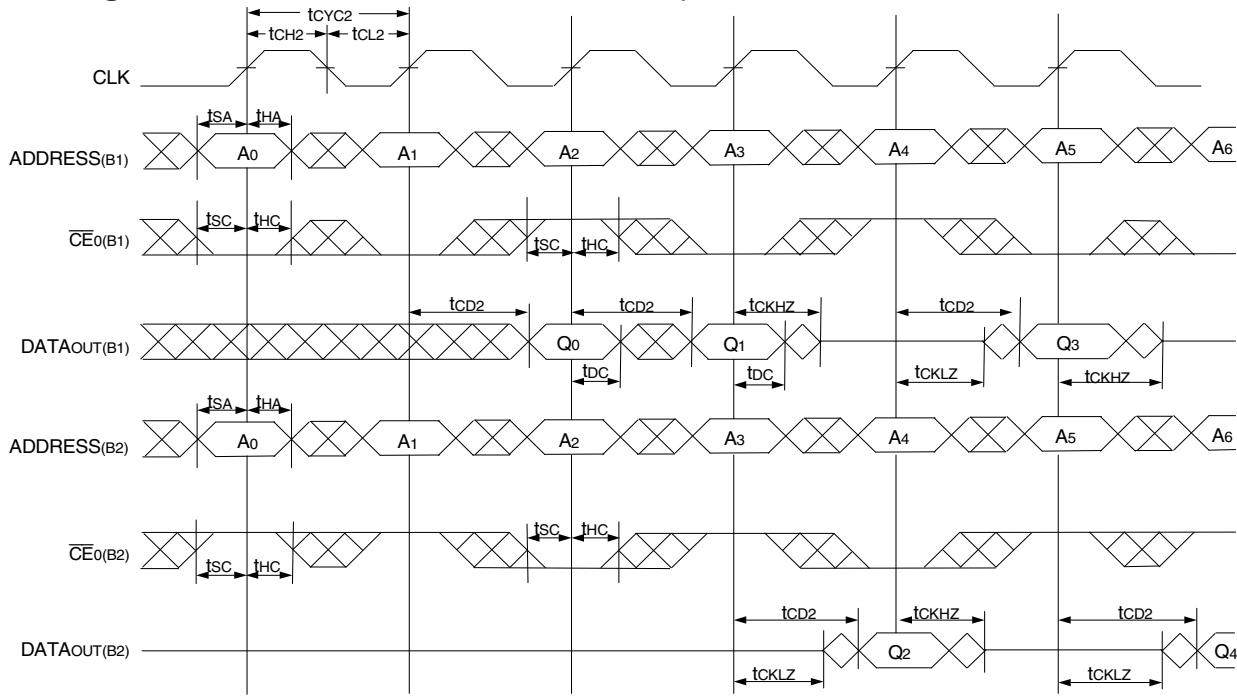 tCYC2
tCH2 tCL2
CLK
tSA tHA
ADDRESS(B1) A0 A1 A2 A3 A4 A5 A6
tSC tHC
CE0(B1)
tSC tHC
tCD2 tCD2 tCKHZ tCD2
DATAOUT(B1) Q0 Q1 Q3
tDC tDC tCKLZ tCKHZ
tSA tHA
ADDRESS(B2) A0 A1 A2 A3 A4 A5 A6
tSC tHC
CE0(B2)
tSC tHC
tCD2 tCKHZ tCD2
DATAOUT(B2) Q2 Q4
tCKLZ tCKLZ